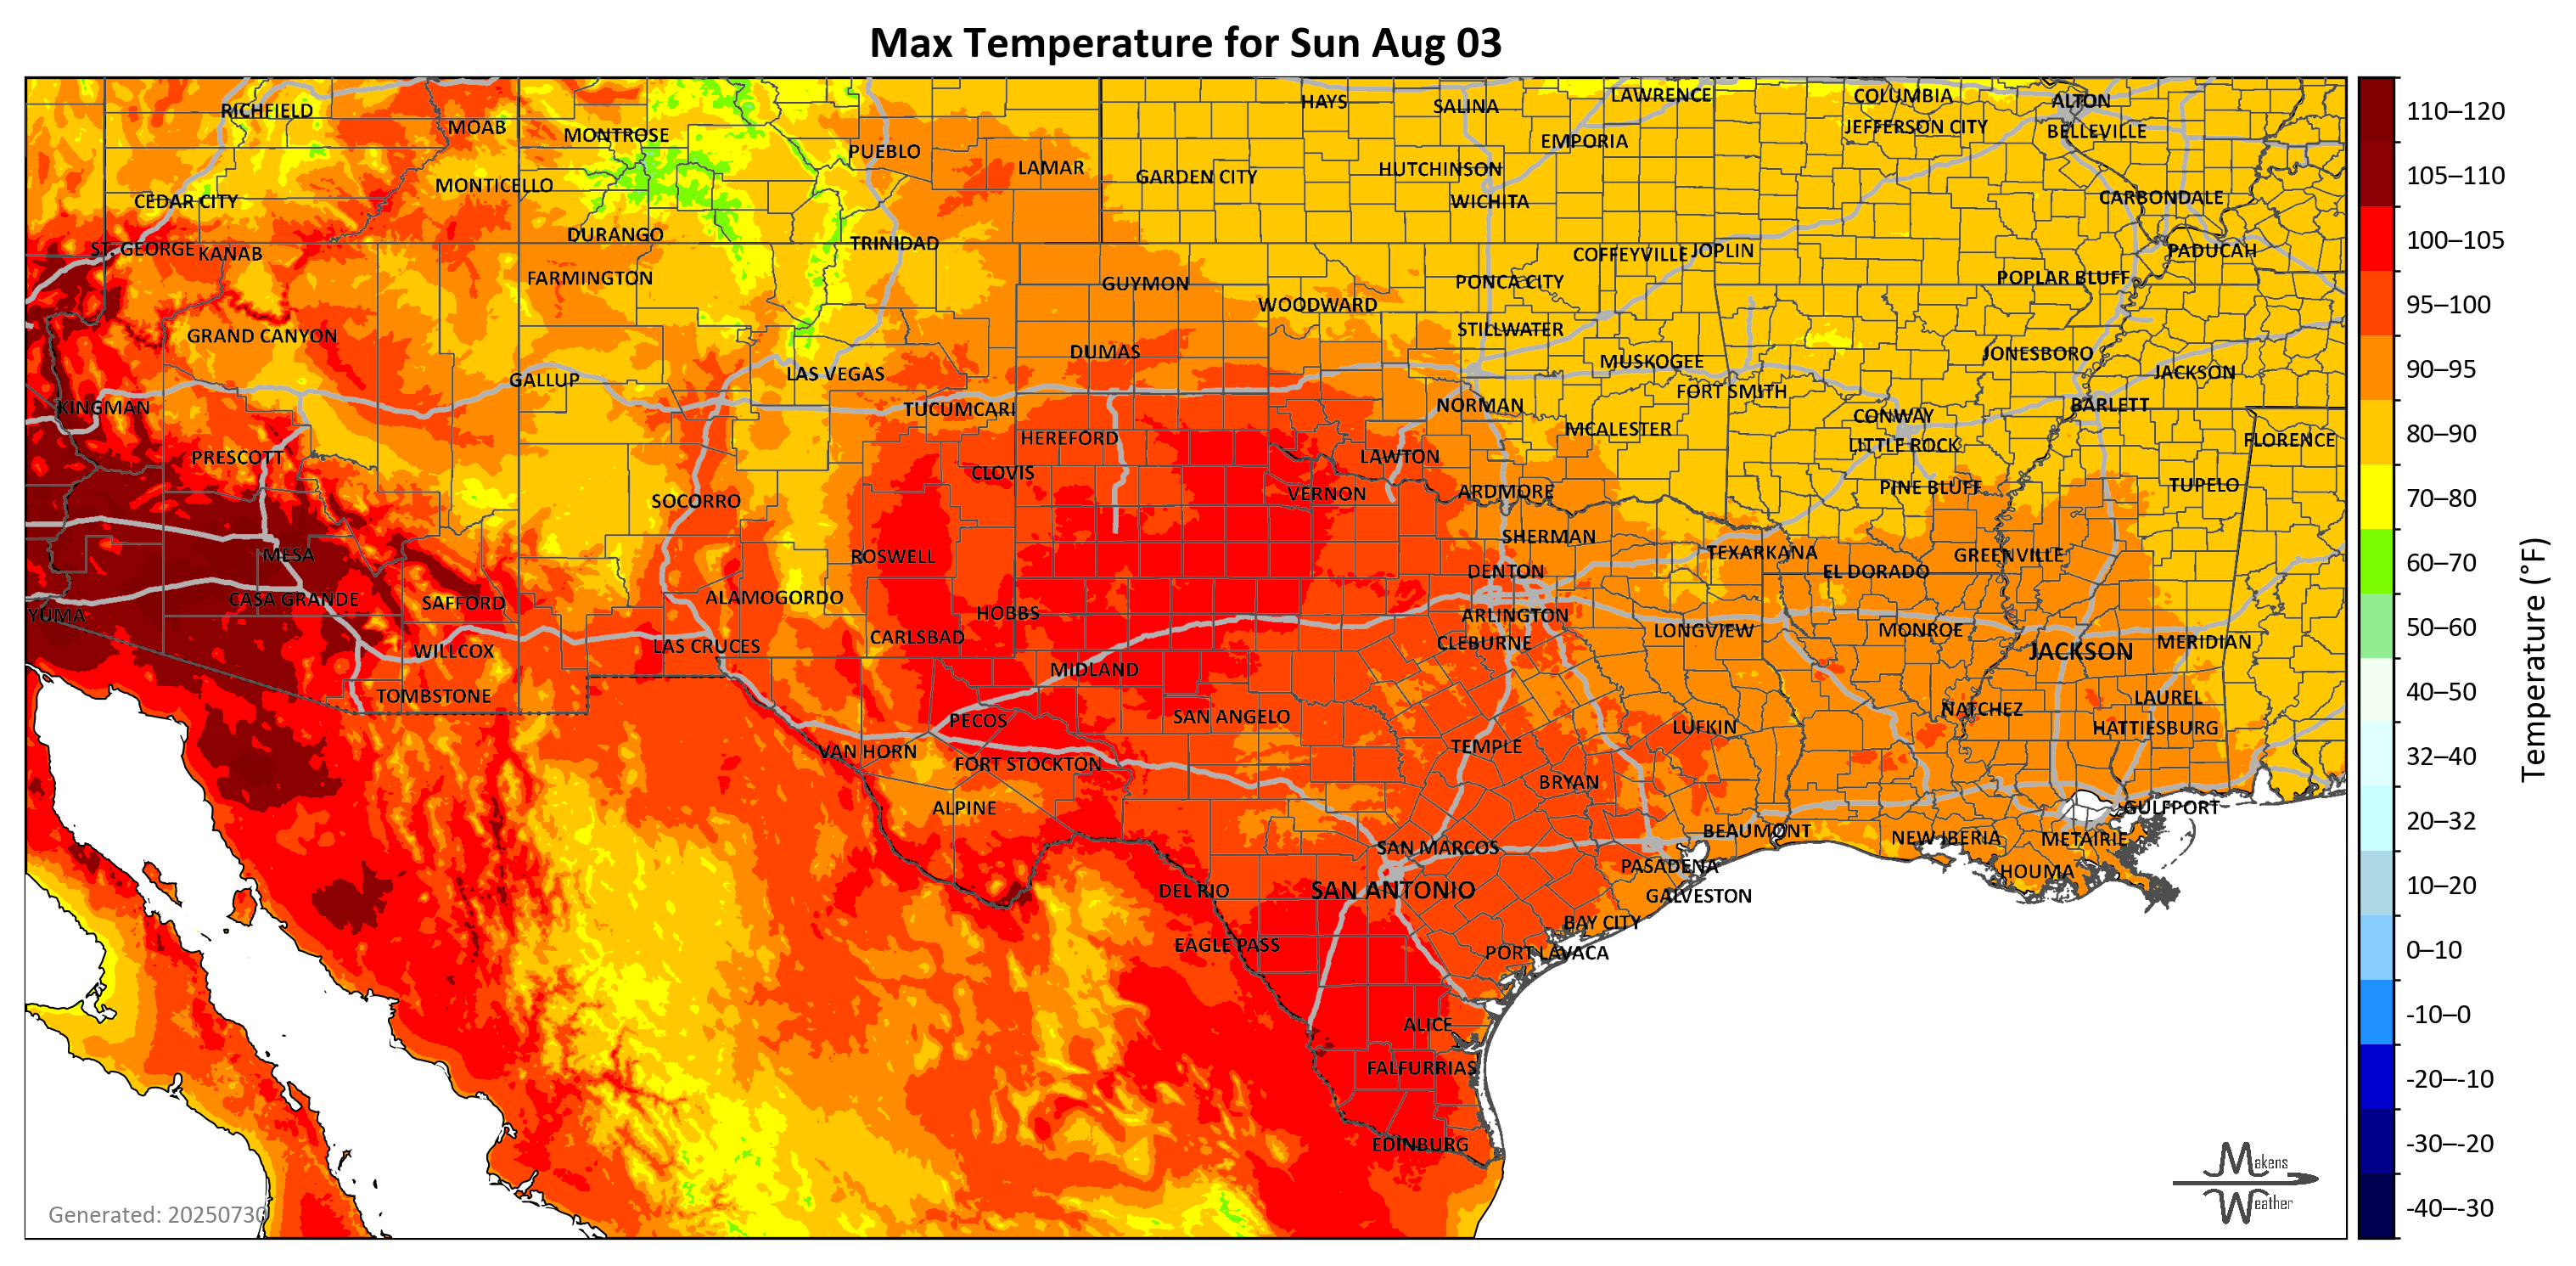 Max Temperature for Sun Aug 03
RICHFIELD
MOAB
MONTROSE
PUEBLO
LAMAR
HAYS
SALINA
LAWRENCE
COLUMBIA
ALTON
EMPORIA
JEFFERSON CITY
BELLEVILLE
MONTICELLO
GARDEN CITY
HUTCHINSON
CEDAR CITY
WICHITA
CARBONDALE
ST. GEORGE
KANAB
DURANGO
TRINIDAD
COFFEYVILLE
JOPLIN
PADUCAH
FARMINGTON
GUYMON
PONCA CITY
POPLAR BLUFF
WOODWARD
GRAND CANYON
STILLWATER
DUMAS
MUSKOGEE
JONESBORO
GALLUP
LAS VEGAS
FORT SMITH
JACKSON
KINGMAN
TUCUMCARI
NORMAN
CONWAY
BARLETT
HEREFORD
MCALESTER
LITTLE ROCK
FLORENCE
PRESCOTT
CLOVIS
LAWTON
SOCORRO
VERNON
ARDMORE
PINE BLUFF
TUPELO
MESA
ROSWELL
SHERMAN
TEXARKANA
GREENVILLE
DENTON
EL DORADO
YUMA
CASA GRANDE
SAFFORD
ALAMOGORDO
HOBBS
ARLINGTON
WILLCOX
LAS CRUCES
CARLSBAD
CLEBURNE
LONGVIEW
MONROE
JACKSON
MERIDIAN
TOMBSTONE
MIDLAND
LAUREL
PECOS
SAN ANGELO
NATCHEZ
VAN HORN
FORT STOCKTON
TEMPLE
LUFKIN
HATTIESBURG
ALPINE
BRYAN
GULFPORT
SAN MARCOS
BEAUMONT
NEW IBERIA
METAIRIE
DEL RIO
SAN ANTONIO
PASADENA
GALVESTON
HOUMA
EAGLE PASS
BAY CITY
PORT LAVACA
ALICE
FALFURRIAS
EDINBURG
Generated: 20250730
Makens
Weather
110–120
105–110
100–105
95–100
90–95
80–90
70–80
60–70
50–60
40–50
32–40
20–32
10–20
0–10
-10–0
-20–-10
-30–-20
-40–-30
Temperature (°F)